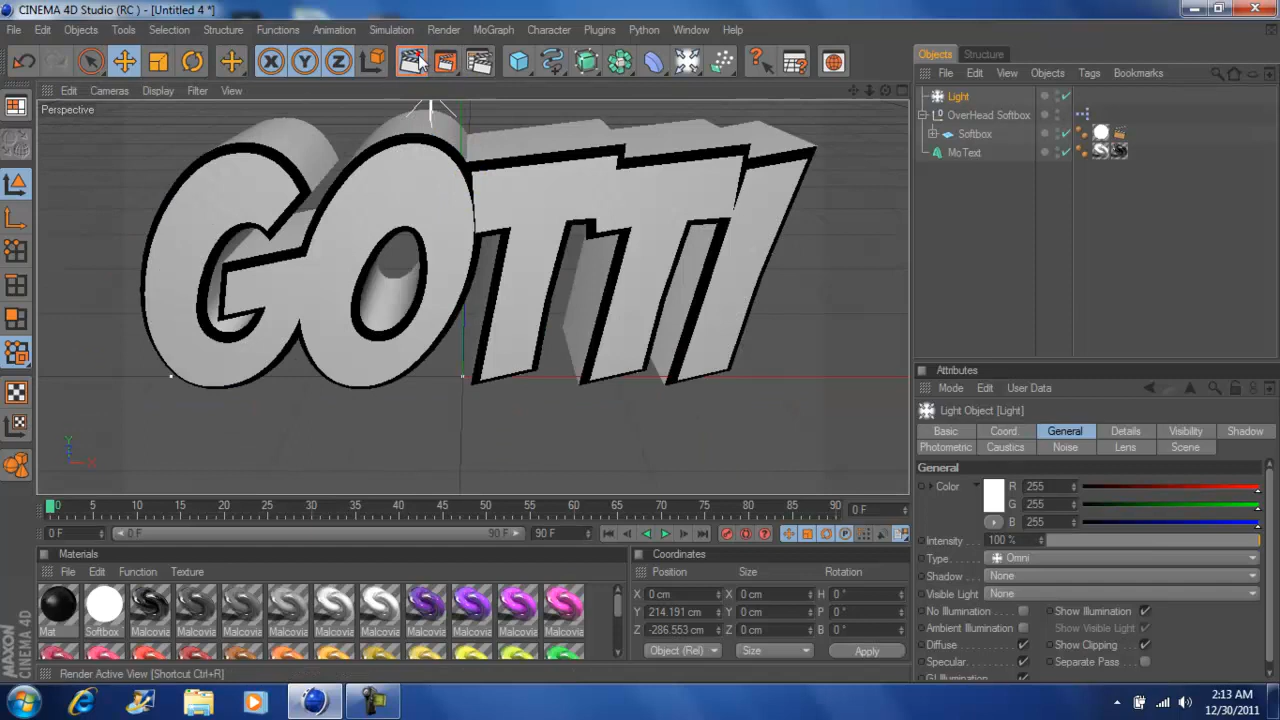 CINEMA 4D Studio (RC ) - [Untitled 4 *]
File Edit Objects Tools Selection Structure Functions Animation Simulation Render MoGraph Character Plugins Python Window Help
X Y Z
Objects Structure
File Edit View Objects Tags Bookmarks
Edit Cameras Display Filter View
Perspective
Light
OverHead Softbox
Softbox
MoText
GOTTI
Y
X
Attributes
Mode Edit User Data
Light Object [Light]
Basic Coord. General Details Visibility Shadow
Photometric Caustics Noise Lens Scene
General
Color R 255
G 255
B 255
Intensity 100 %
Type Omni
Shadow None
Visible Light None
No Illumination Show Illumination
Ambient Illumination Show Visible Light
Diffuse Show Clipping
Specular Separate Pass
GI Illumination
0 5 10 15 20 25 30 35 40 45 50 55 60 65 70 75 80 85 90 0 F
0 F 0 F 90 F 90 F
Materials
File Edit Function Texture
Mat Softbox Malcovia Malcovia Malcovia Malcovia Malcovia Malcovia Malcovia Malcovia Malcovia Malcovia
Coordinates
Position Size Rotation
X 0 cm X 0 cm H 0 °
Y 214.191 cm Y 0 cm P 0 °
Z -286.553 cm Z 0 cm B 0 °
Object (Rel) Size Apply
MAXON
CINEMA 4D
Render Active View [Shortcut Ctrl+R]
2:13 AM
12/30/2011